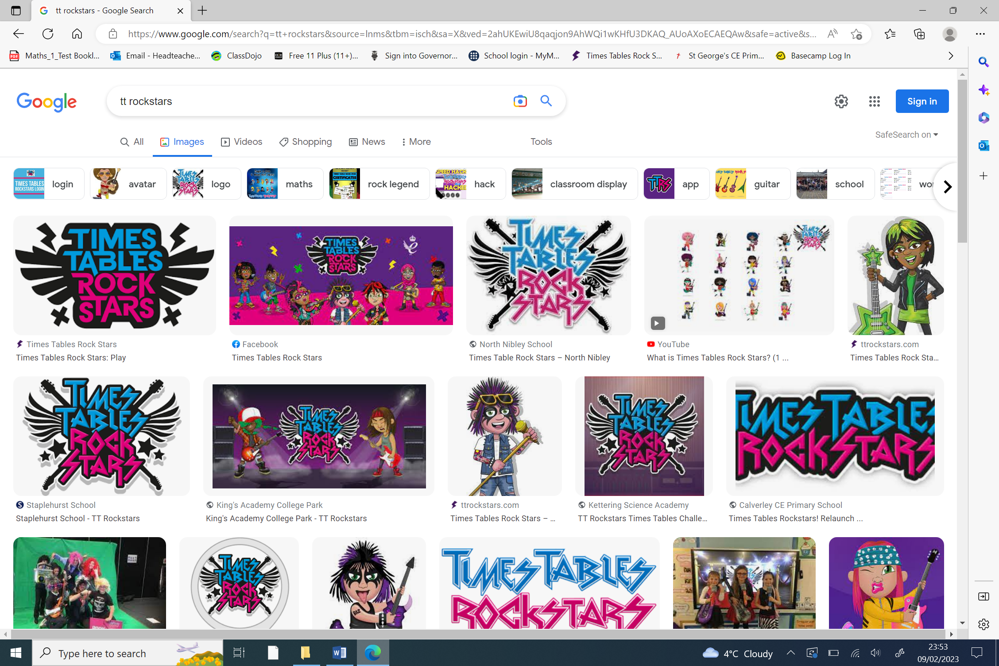 tt rockstars - Google Search
https://www.google.com/search?q=tt+rockstars&source=lnms&tbm=isch&sa=X&ved=2ahUKEwiU8qaqjon9AhWQi1wKHfU3DKAQ_AUoAXoECAEQAw&safe=active&s...
Maths_1_Test Bookl... Email - Headteache... ClassDojo Free 11 Plus (11+)... Sign into Governor... School login - MyM... Times Tables Rock S... St George's CE Prim... Basecamp Log In
Google tt rockstars Sign in
SafeSearch on
All Images Videos Shopping News More Tools
login avatar logo maths rock legend hack classroom display app guitar school wor
TIMES TABLES
ROCKSTARS LOGIN
CERTIFICATES
SPEED HACK
HACKED
TTRS
TIMES TABLES ROCK STARS
TIMES TABLES ROCK STARS
TIMES TABLES ROCK STARS
TIMES TABLES ROCK STARS
Times Tables Rock Stars Facebook North Nibley School YouTube ttrockstars.com
Times Tables Rock Stars: Play Times Tables Rock Stars Times Table Rock Stars – North Nibley What is Times Tables Rock Stars? (1 ... Times Tables Rock Sta...
TIMES TABLES ROCK STARS
TIMES TABLES ROCK STARS
TIMES TABLES ROCK STARS
TIMES TABLES ROCKSTARS
Staplehurst School King's Academy College Park ttrockstars.com Kettering Science Academy Calverley CE Primary School
Staplehurst School - TT Rockstars King's Academy College Park - TT Rockstars Times Tables Rock Stars – ... TT Rockstars Times Tables Challe... Times Tables Rockstars! Relaunch ...
TIMES TABLES ROCK STARS
BAZ
TIMES TABLES
ROCKSTARS
Type here to search 4°C Cloudy 23:53
09/02/2023